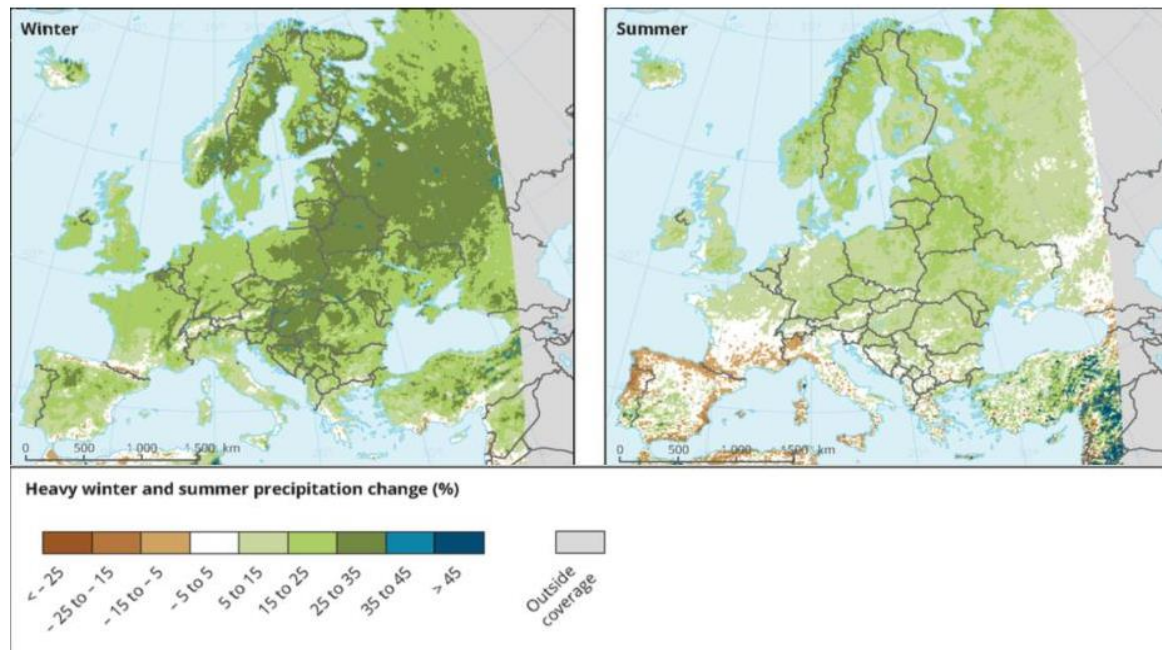 Winter
Summer
0 500 1 000 1 500 km
0 500 1 000 1 500 km
Heavy winter and summer precipitation change (%)
< − 25
− 25 to − 15
− 15 to − 5
− 5 to 5
5 to 15
15 to 25
25 to 35
35 to 45
> 45
Outside
coverage